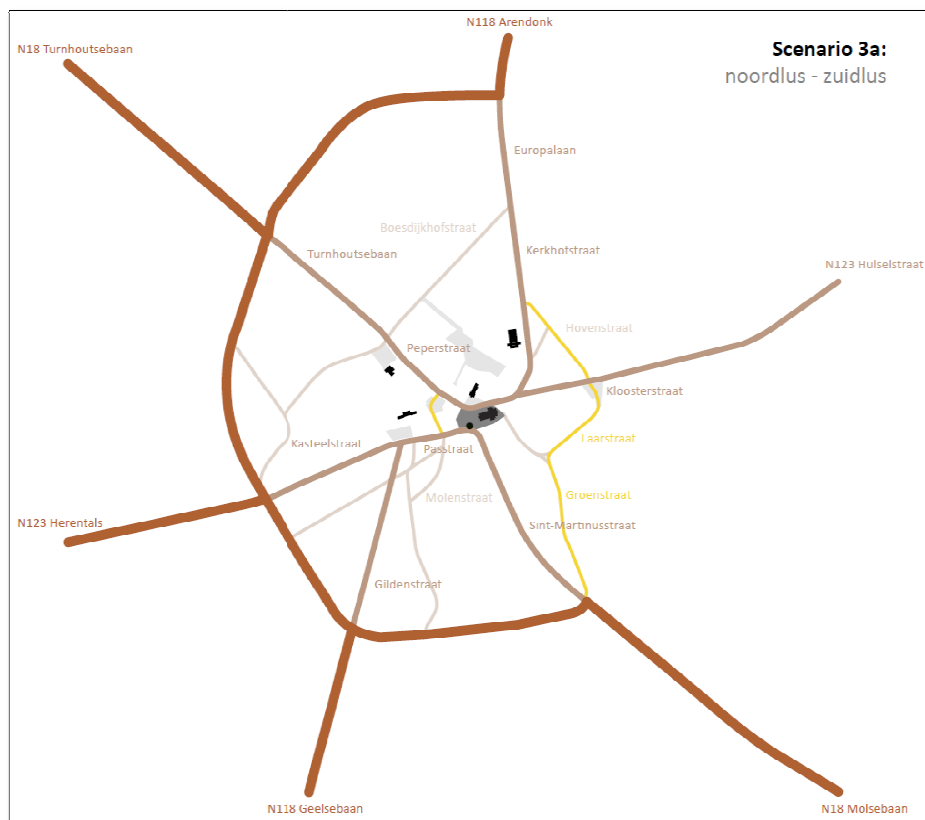 N118 Arendonk
N18 Turnhoutsebaan
Scenario 3a:
noordlus - zuidlus
Europalaan
Boesdijkhofstraat
Turnhoutsebaan
Kerkhofstraat
N123 Hulselstraat
Hovenstraat
Peperstraat
Kloosterstraat
Kasteelstraat
Passtraat
Laarstraat
Molenstraat
Groenstraat
N123 Herentals
Sint-Martinusstraat
Gildenstraat
N118 Geelsebaan
N18 Molsebaan